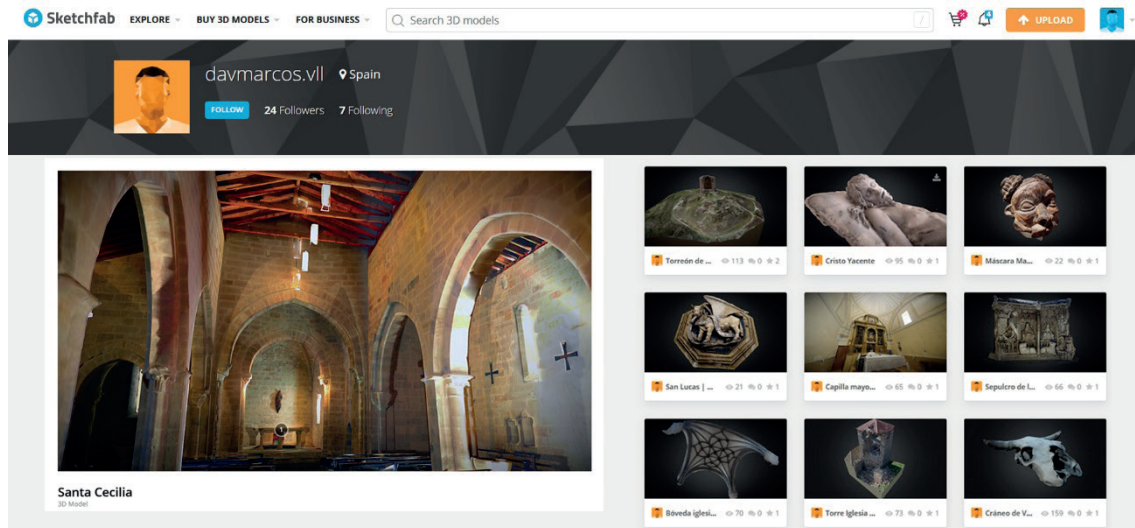 Sketchfab EXPLORE BUY 3D MODELS FOR BUSINESS Search 3D models / 4 UPLOAD
davmarcos.vll Spain
FOLLOW 24 Followers 7 Following
1
Santa Cecilia
3D Model
Torreón de ... 113 0 2
Cristo Yacente 95 0 1
Máscara Ma... 22 0 1
San Lucas | ... 21 0 1
Capilla mayo... 65 0 1
Sepulcro de l... 66 0 1
Bóveda iglesi... 70 0 1
Torre Iglesia ... 73 0 1
Cráneo de V... 159 0 1